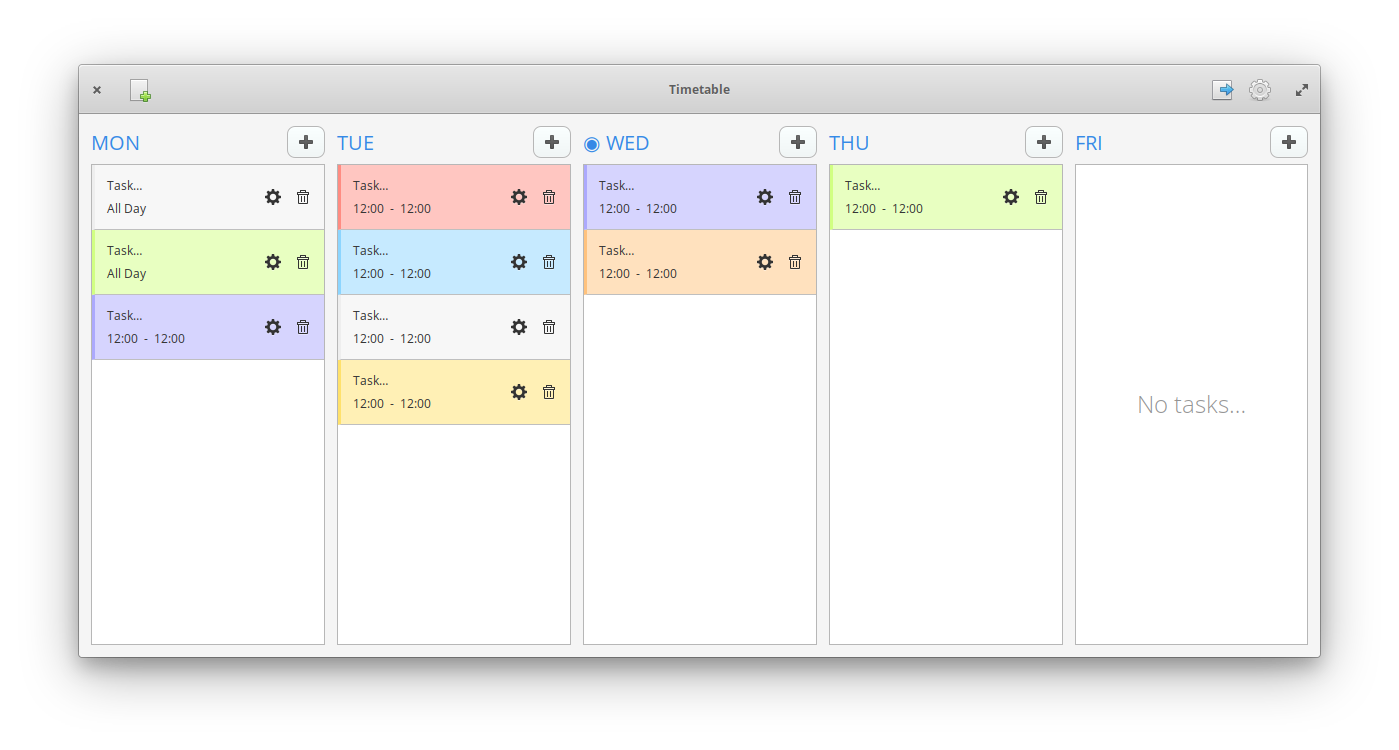 Timetable
MON
Task...
All Day
Task...
All Day
Task...
12:00 - 12:00
TUE
Task...
12:00 - 12:00
Task...
12:00 - 12:00
Task...
12:00 - 12:00
Task...
12:00 - 12:00
◉ WED
Task...
12:00 - 12:00
Task...
12:00 - 12:00
THU
Task...
12:00 - 12:00
FRI
No tasks...